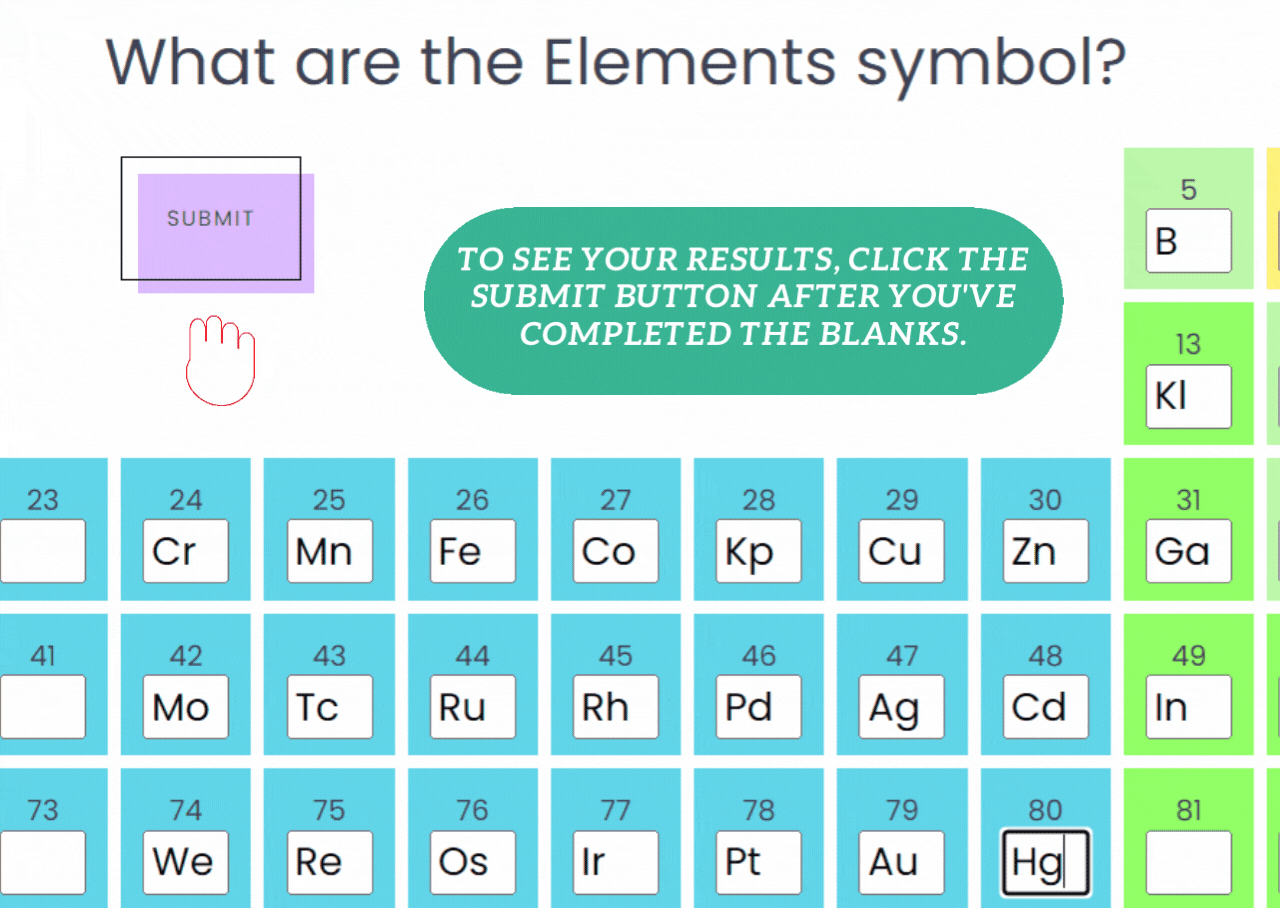 What are the Elements symbol?
SUBMIT
TO SEE YOUR RESULTS, CLICK THE
SUBMIT BUTTON AFTER YOU'VE
COMPLETED THE BLANKS.
5
B
13
Kl
23 24 25 26 27 28 29 30 31
Cr Mn Fe Co Kp Cu Zn Ga
41 42 43 44 45 46 47 48 49
Mo Tc Ru Rh Pd Ag Cd In
73 74 75 76 77 78 79 80 81
We Re Os Ir Pt Au Hg